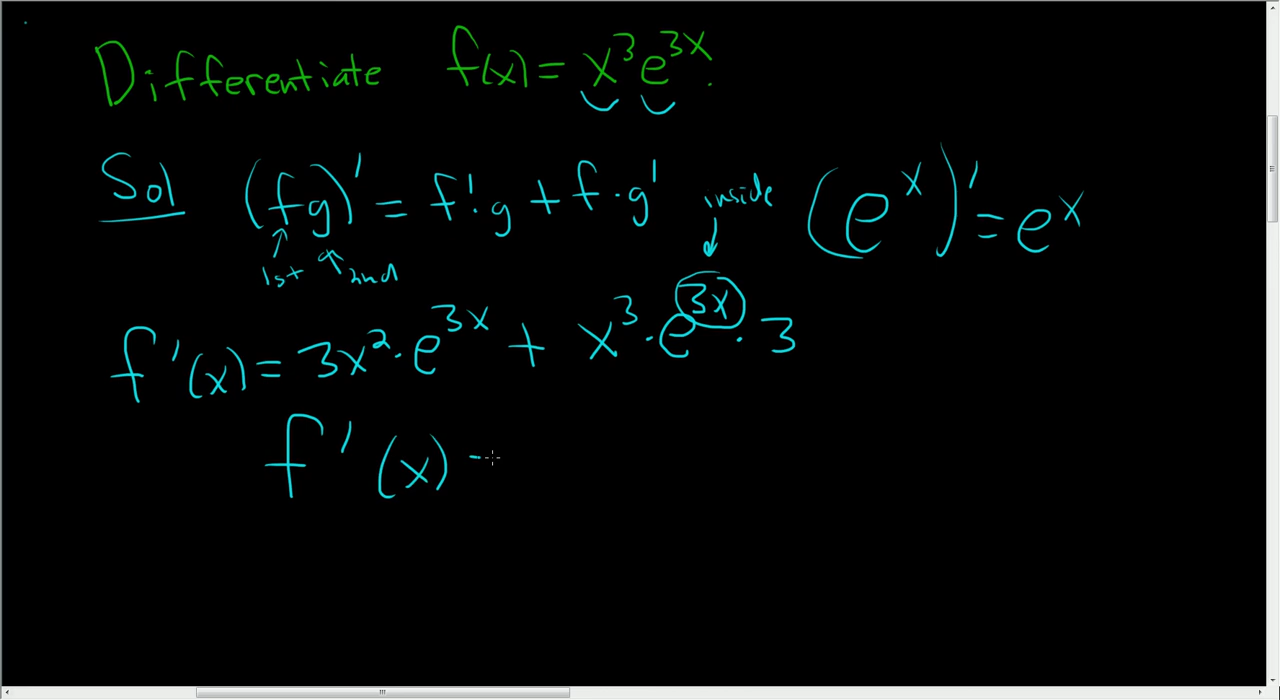 Differentiate f(x) = x³e³ˣ.
Sol (fg)' = f'·g + f·g' inside (eˣ)' = eˣ
1st 2nd
f'(x) = 3x²·e³ˣ + x³·e³ˣ·3
f'(x) -